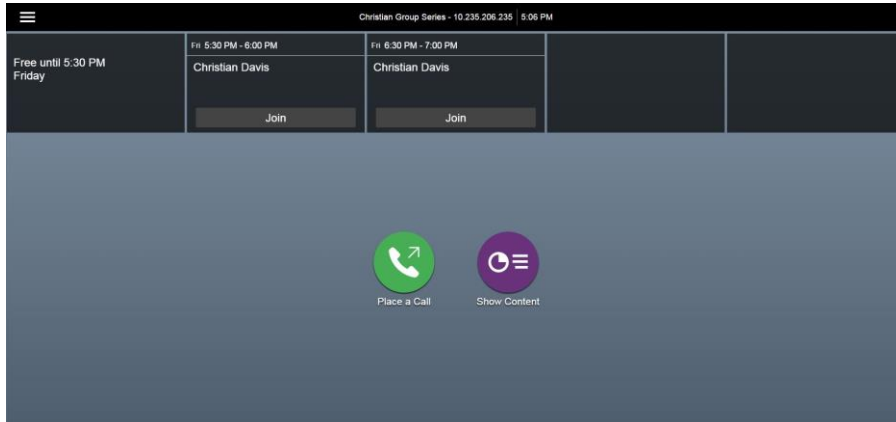 Christian Group Series - 10.235.206.235 5:06 PM
Free until 5:30 PM
Friday
Fri 5:30 PM - 6:00 PM
Christian Davis
Join
Fri 6:30 PM - 7:00 PM
Christian Davis
Join
Place a Call
Show Content